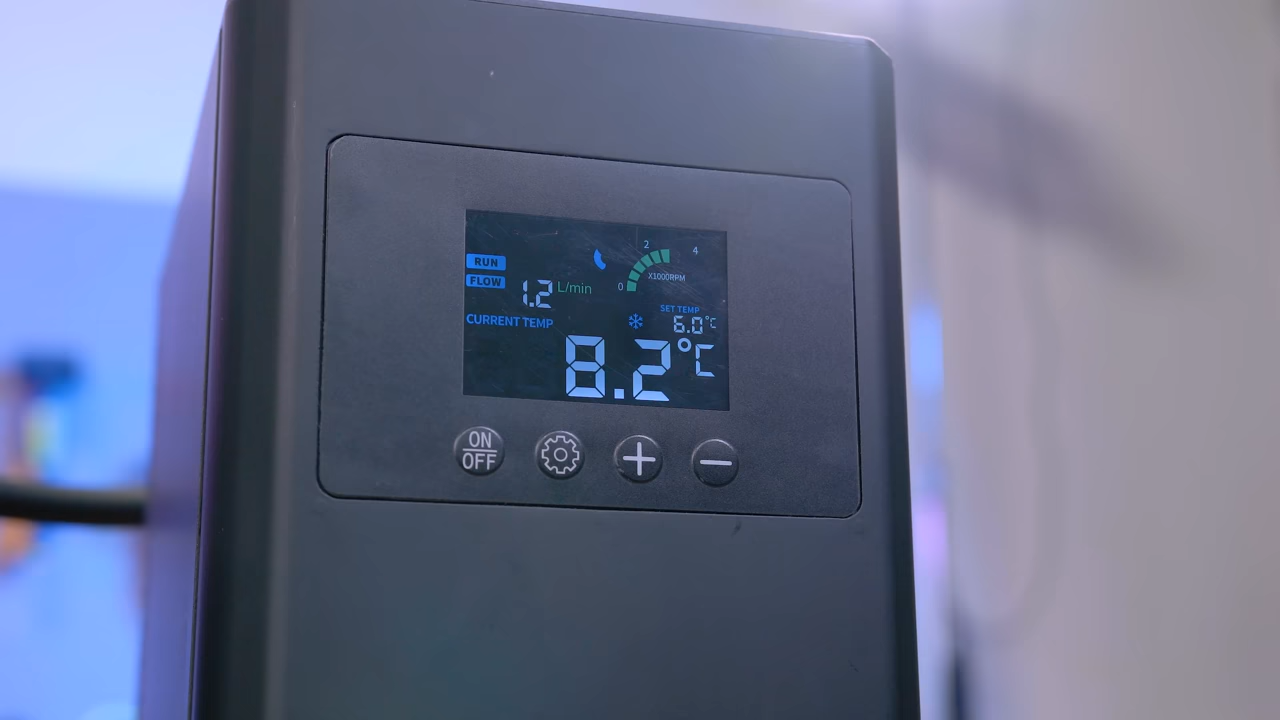 2 4
RUN
FLOW
X1000RPM
0
1.2 L/min
SET TEMP
CURRENT TEMP
6.0°C
8.2°C
ON
OFF